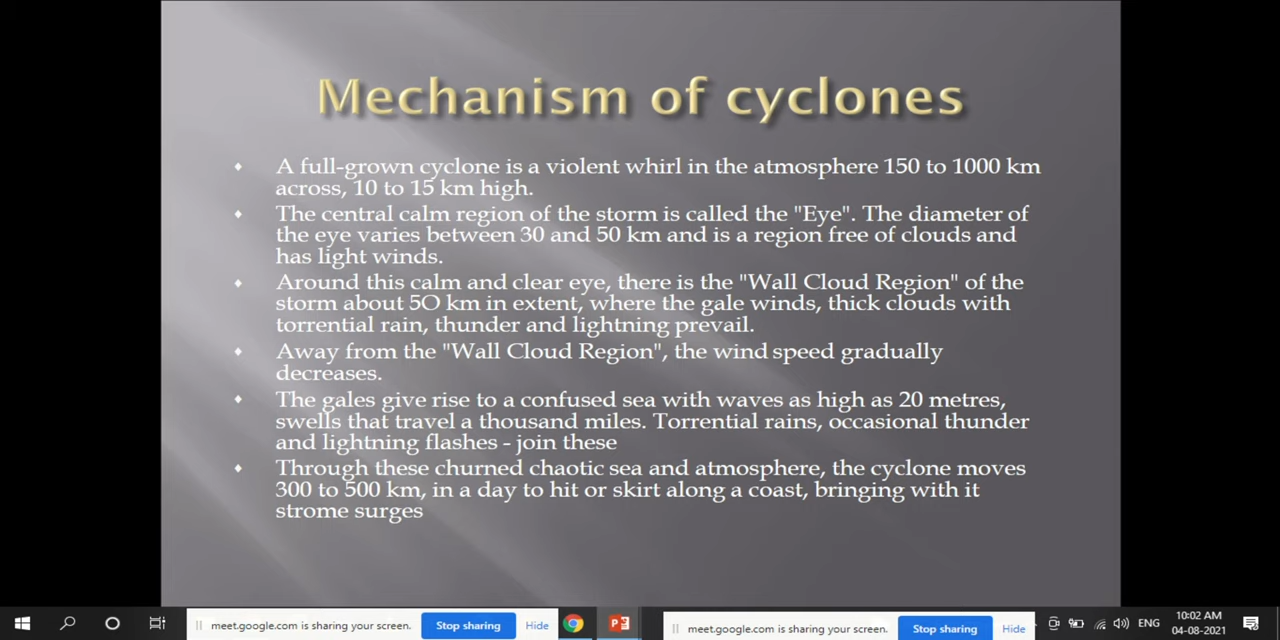 Mechanism of cyclones
A full-grown cyclone is a violent whirl in the atmosphere 150 to 1000 km
across, 10 to 15 km high.
The central calm region of the storm is called the "Eye". The diameter of
the eye varies between 30 and 50 km and is a region free of clouds and
has light winds.
Around this calm and clear eye, there is the "Wall Cloud Region" of the
storm about 5O km in extent, where the gale winds, thick clouds with
torrential rain, thunder and lightning prevail.
Away from the "Wall Cloud Region", the wind speed gradually
decreases.
The gales give rise to a confused sea with waves as high as 20 metres,
swells that travel a thousand miles. Torrential rains, occasional thunder
and lightning flashes - join these
Through these churned chaotic sea and atmosphere, the cyclone moves
300 to 500 km, in a day to hit or skirt along a coast, bringing with it
strome surges
meet.google.com is sharing your screen. Stop sharing Hide
meet.google.com is sharing your screen. Stop sharing Hide
ENG
10:02 AM
04-08-2021